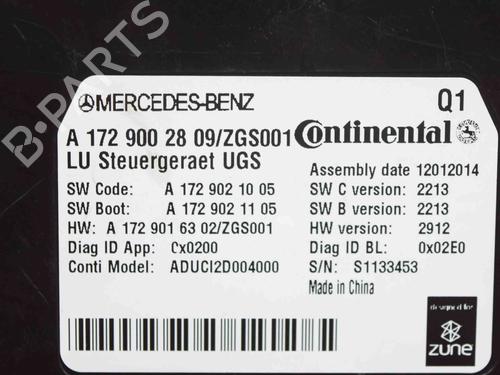 B-PARTS
MERCEDES-BENZ
Q1
A 172 900 28 09/ZGS001
Continental
LU Steuergeraet UGS
Assembly date 12012014
SW Code: A 172 902 10 05
SW C version: 2213
SW Boot: A 172 902 11 05
SW B version: 2213
HW: A 172 901 63 02/ZGS001
HW version: 2912
Diag ID App: 0x0200
Diag ID BL: 0x02E0
Conti Model: ADUCI2D004000
S/N: S1133453
Made in China
designed for
zune